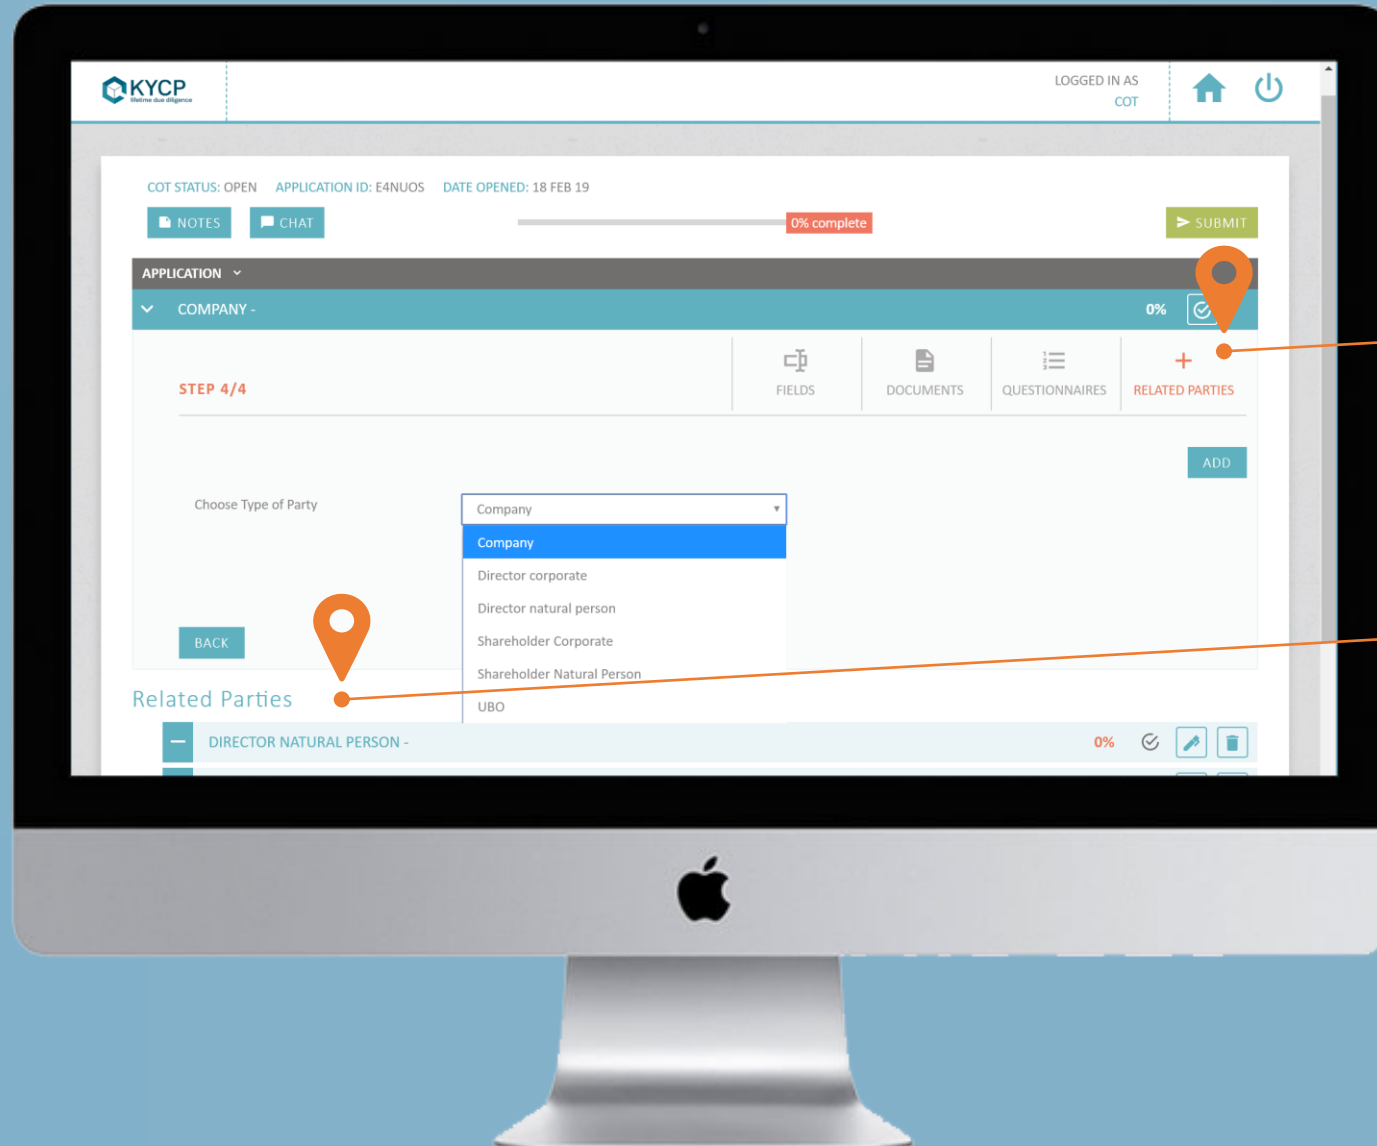 KYCP
lifetime due diligence
LOGGED IN AS
COT
COT STATUS: OPEN APPLICATION ID: E4NUOS DATE OPENED: 18 FEB 19
NOTES CHAT 0% complete SUBMIT
APPLICATION
COMPANY - 0%
STEP 4/4 FIELDS DOCUMENTS QUESTIONNAIRES RELATED PARTIES
ADD
Choose Type of Party Company
Company
Director corporate
Director natural person
Shareholder Corporate
BACK
Shareholder Natural Person
Related Parties
UBO
DIRECTOR NATURAL PERSON - 0%